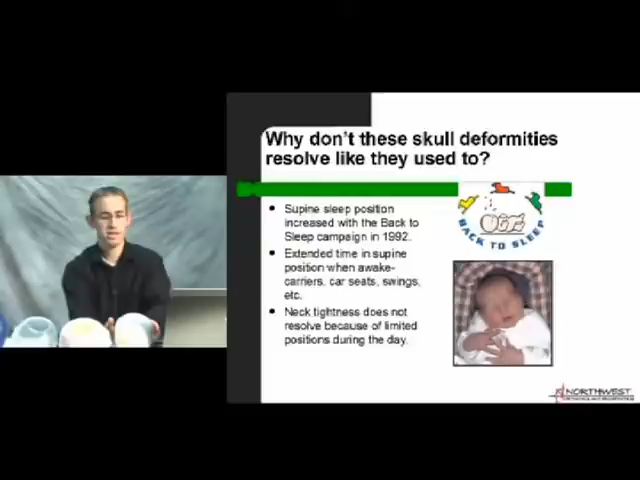 Why don't these skull deformities
resolve like they used to?
Supine sleep position
increased with the Back to
Sleep campaign in 1992.
Extended time in supine
position when awake-
carriers, car seats, swings,
etc.
Neck tightness does not
resolve because of limited
positions during the day.
BACK TO SLEEP
NORTHWEST